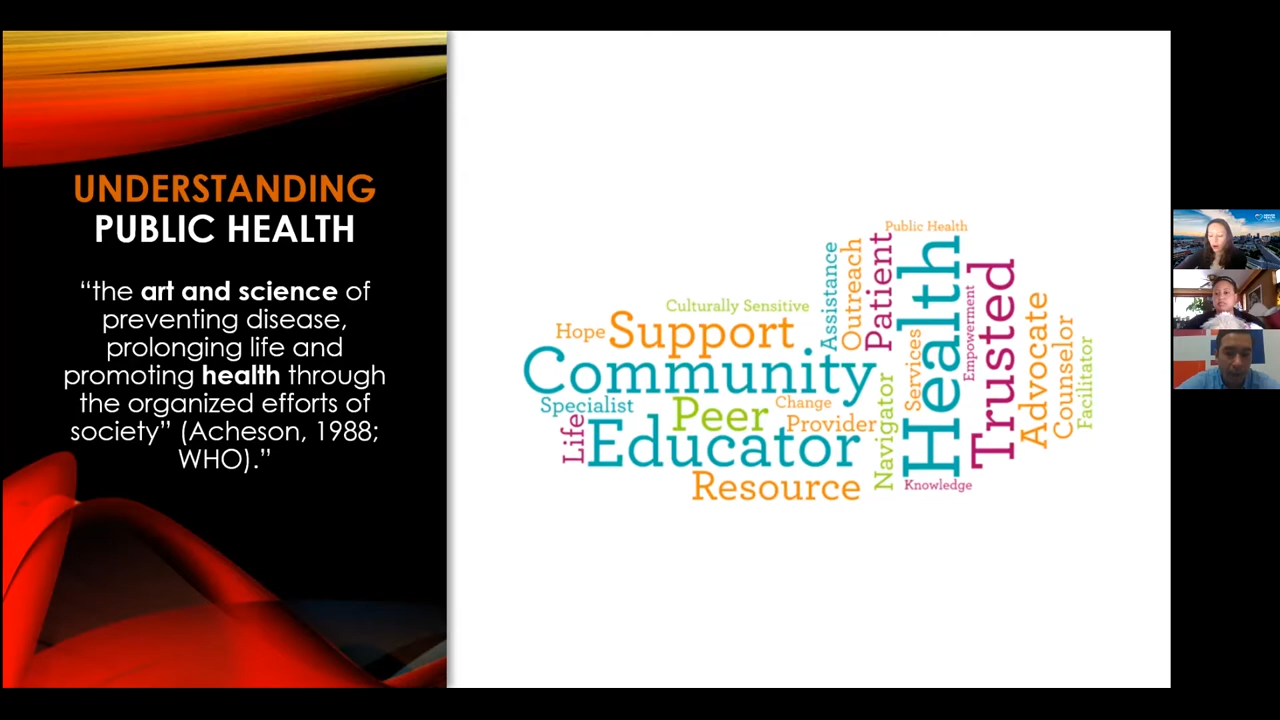 UNDERSTANDING
PUBLIC HEALTH
“the art and science of
preventing disease,
prolonging life and
promoting health through
the organized efforts of
society” (Acheson, 1988;
WHO).”
Public Health
Culturally Sensitive
Assistance
Outreach
Patient
Health
Trusted
Hope
Support
Community
Services
Empowerment
Advocate
Counselor
Facilitator
Specialist
Peer
Change
Provider
Navigator
Life
Educator
Resource
Knowledge